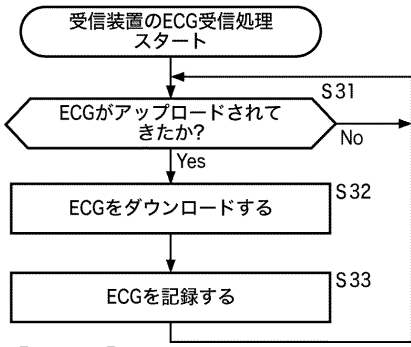 受信装置のECG受信処理
スタート
S31
ECGがアップロードされて
きたか?
No
Yes
S32
ECGをダウンロードする
S33
ECGを記録する